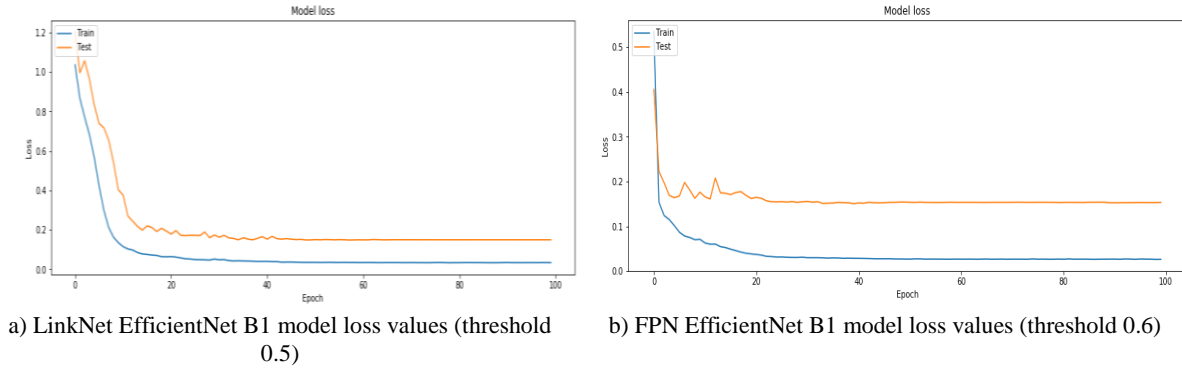 Model loss
1.2
1.0
0.8
0.6
0.4
0.2
0.0
Loss
Train
Test
0
20
40
60
80
100
Epoch
a) LinkNet EfficientNet B1 model loss values (threshold
0.5)
Model loss
0.5
0.4
0.3
0.2
0.1
0.0
Loss
Train
Test
0
20
40
60
80
100
Epoch
b) FPN EfficientNet B1 model loss values (threshold 0.6)